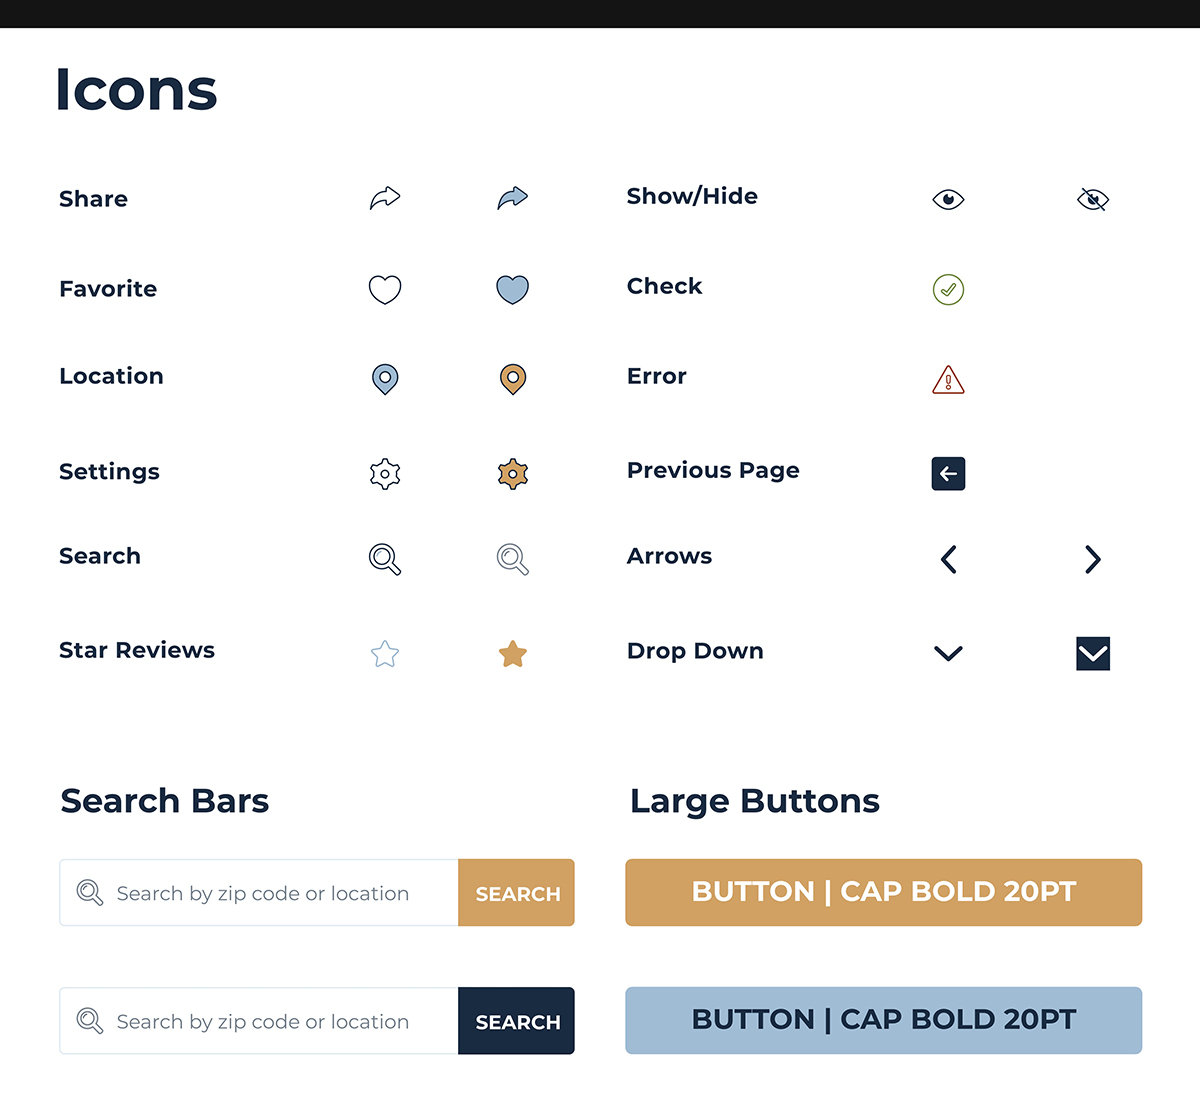 Icons
Share
Favorite
Location
Settings
Search
Star Reviews
Show/Hide
Check
Error
Previous Page
Arrows
Drop Down
Search Bars
Search by zip code or location
SEARCH
Search by zip code or location
SEARCH
Large Buttons
BUTTON | CAP BOLD 20PT
BUTTON | CAP BOLD 20PT